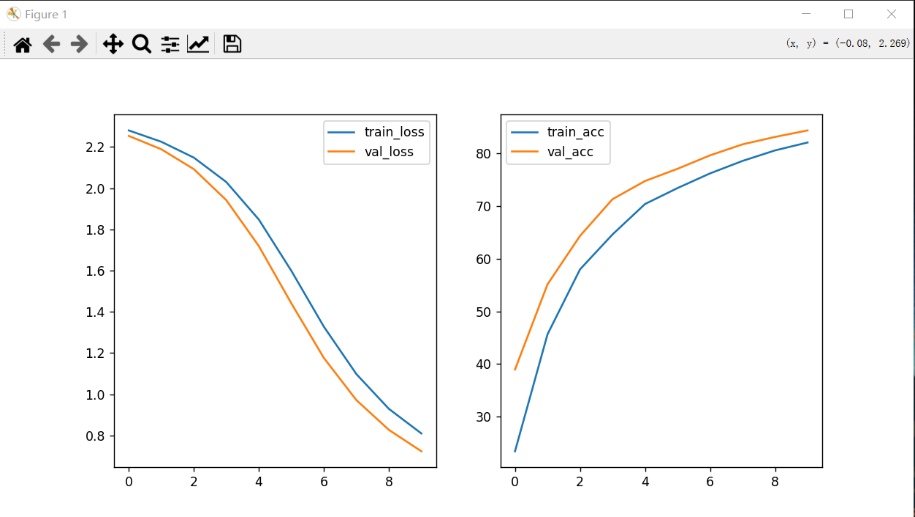 Figure 1
(x, y) = (-0.08, 2.269)
train_loss
val_loss
2.2
2.0
1.8
1.6
1.4
1.2
1.0
0.8
0 2 4 6 8
train_acc
val_acc
80
70
60
50
40
30
0 2 4 6 8